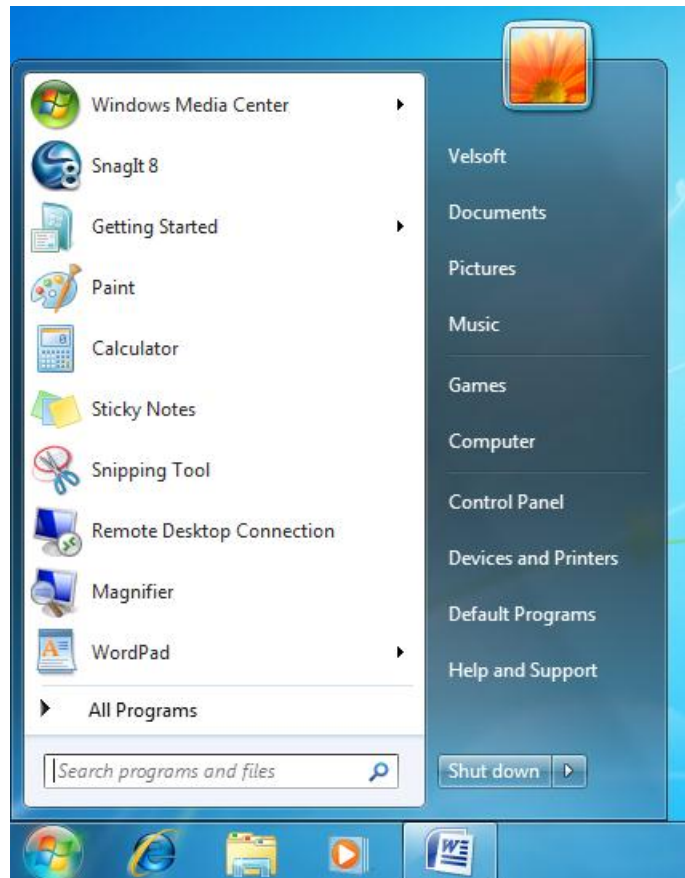 Windows Media Center
SnagIt 8
Getting Started
Paint
Calculator
Sticky Notes
Snipping Tool
Remote Desktop Connection
Magnifier
WordPad
All Programs
Search programs and files
Velsoft
Documents
Pictures
Music
Games
Computer
Control Panel
Devices and Printers
Default Programs
Help and Support
Shut down